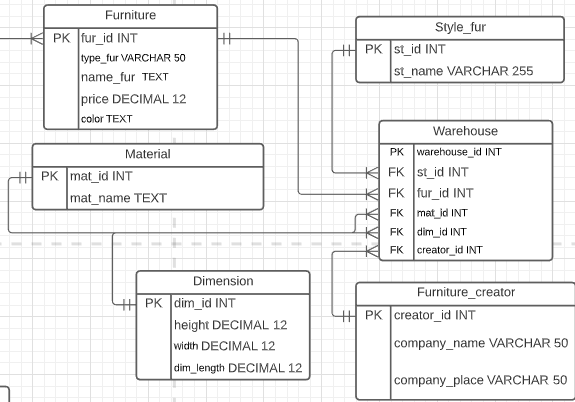 Furniture
PK fur_id INT
type_fur VARCHAR 50
name_fur TEXT
price DECIMAL 12
color TEXT
Style_fur
PK st_id INT
st_name VARCHAR 255
Material
PK mat_id INT
mat_name TEXT
Warehouse
PK warehouse_id INT
FK st_id INT
FK fur_id INT
FK mat_id INT
FK dim_id INT
FK creator_id INT
Dimension
PK dim_id INT
height DECIMAL 12
width DECIMAL 12
dim_length DECIMAL 12
Furniture_creator
PK creator_id INT
company_name VARCHAR 50
company_place VARCHAR 50